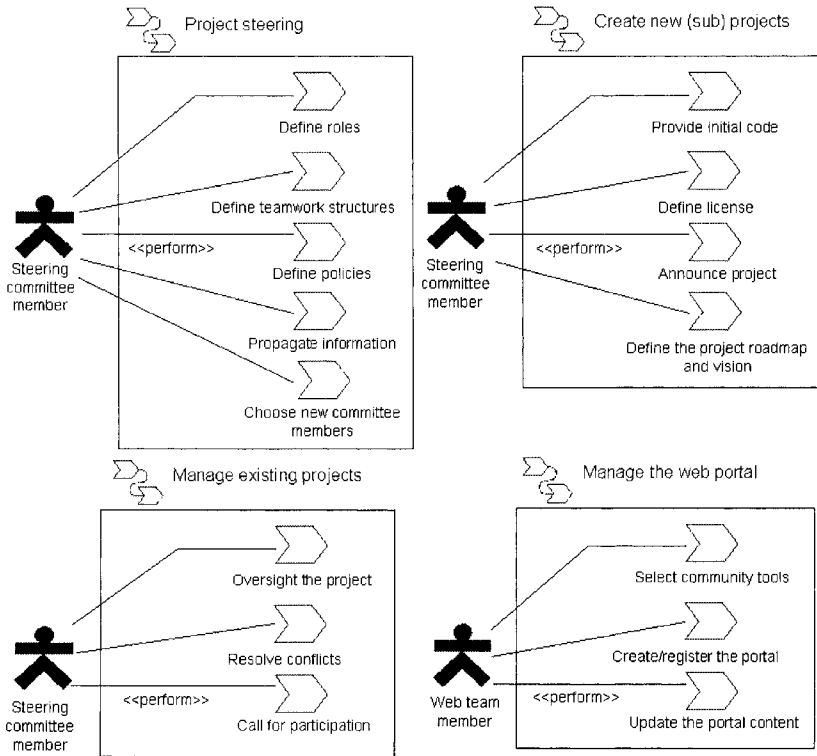 Project steering
Define roles
Define teamwork structures
<<perform>>
Define policies
Propagate information
Choose new committee
members
Steering
committee
member
Create new (sub) projects
Provide initial code
Define license
<<perform>>
Announce project
Define the project roadmap
and vision
Steering
committee
member
Manage existing projects
Oversight the project
Resolve conflicts
<<perform>>
Call for participation
Steering
committee
member
Manage the web portal
Select community tools
Create/register the portal
<<perform>>
Update the portal content
Web team
member